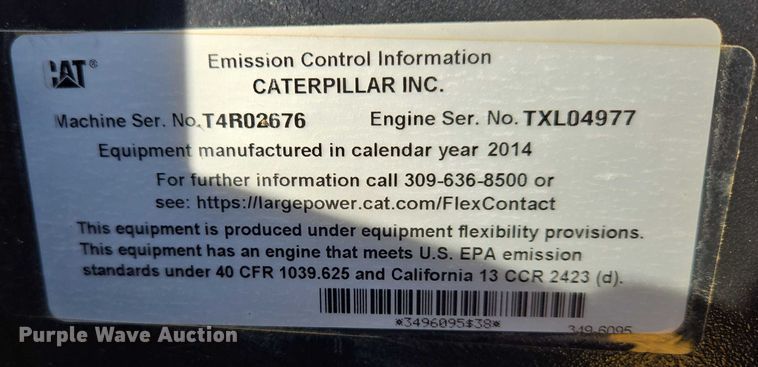 CAT®
Emission Control Information
CATERPILLAR INC.
Machine Ser. No.T4R02676 Engine Ser. No. TXL04977
Equipment manufactured in calendar year 2014
For further information call 309-636-8500 or
see: https://largepower.cat.com/FlexContact
This equipment is produced under equipment flexibility provisions.
This equipment has an engine that meets U.S. EPA emission
standards under 40 CFR 1039.625 and California 13 CCR 2423 (d).
*3496095$38*
349-6095
Purple Wave Auction